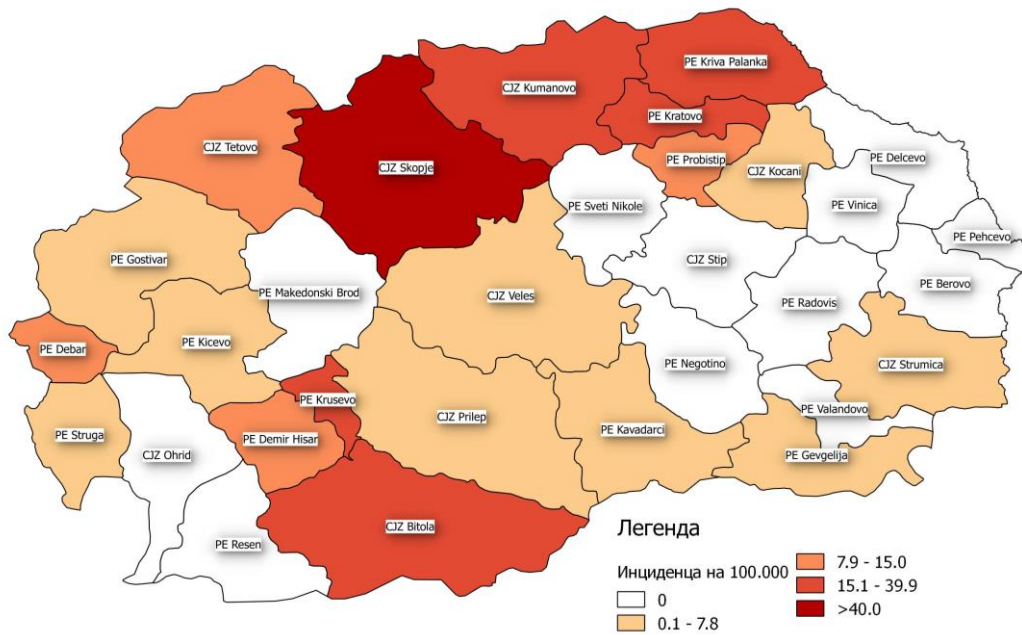 PE Kriva Palanka
CJZ Kumanovo
PE Kratovo
CJZ Tetovo
CJZ Skopje
PE Probistip
CJZ Kocani
PE Delcevo
PE Vinica
PE Sveti Nikole
PE Pehcevo
PE Gostivar
CJZ Stip
PE Berovo
PE Makedonski Brod
CJZ Veles
PE Radovis
PE Debar
PE Kicevo
PE Negotino
CJZ Strumica
PE Krusevo
PE Valandovo
CJZ Prilep
PE Kavadarci
PE Struga
PE Demir Hisar
CJZ Ohrid
PE Gevgelija
CJZ Bitola
PE Resen
Легенда
Инциденца на 100.000
0
0.1 - 7.8
7.9 - 15.0
15.1 - 39.9
>40.0